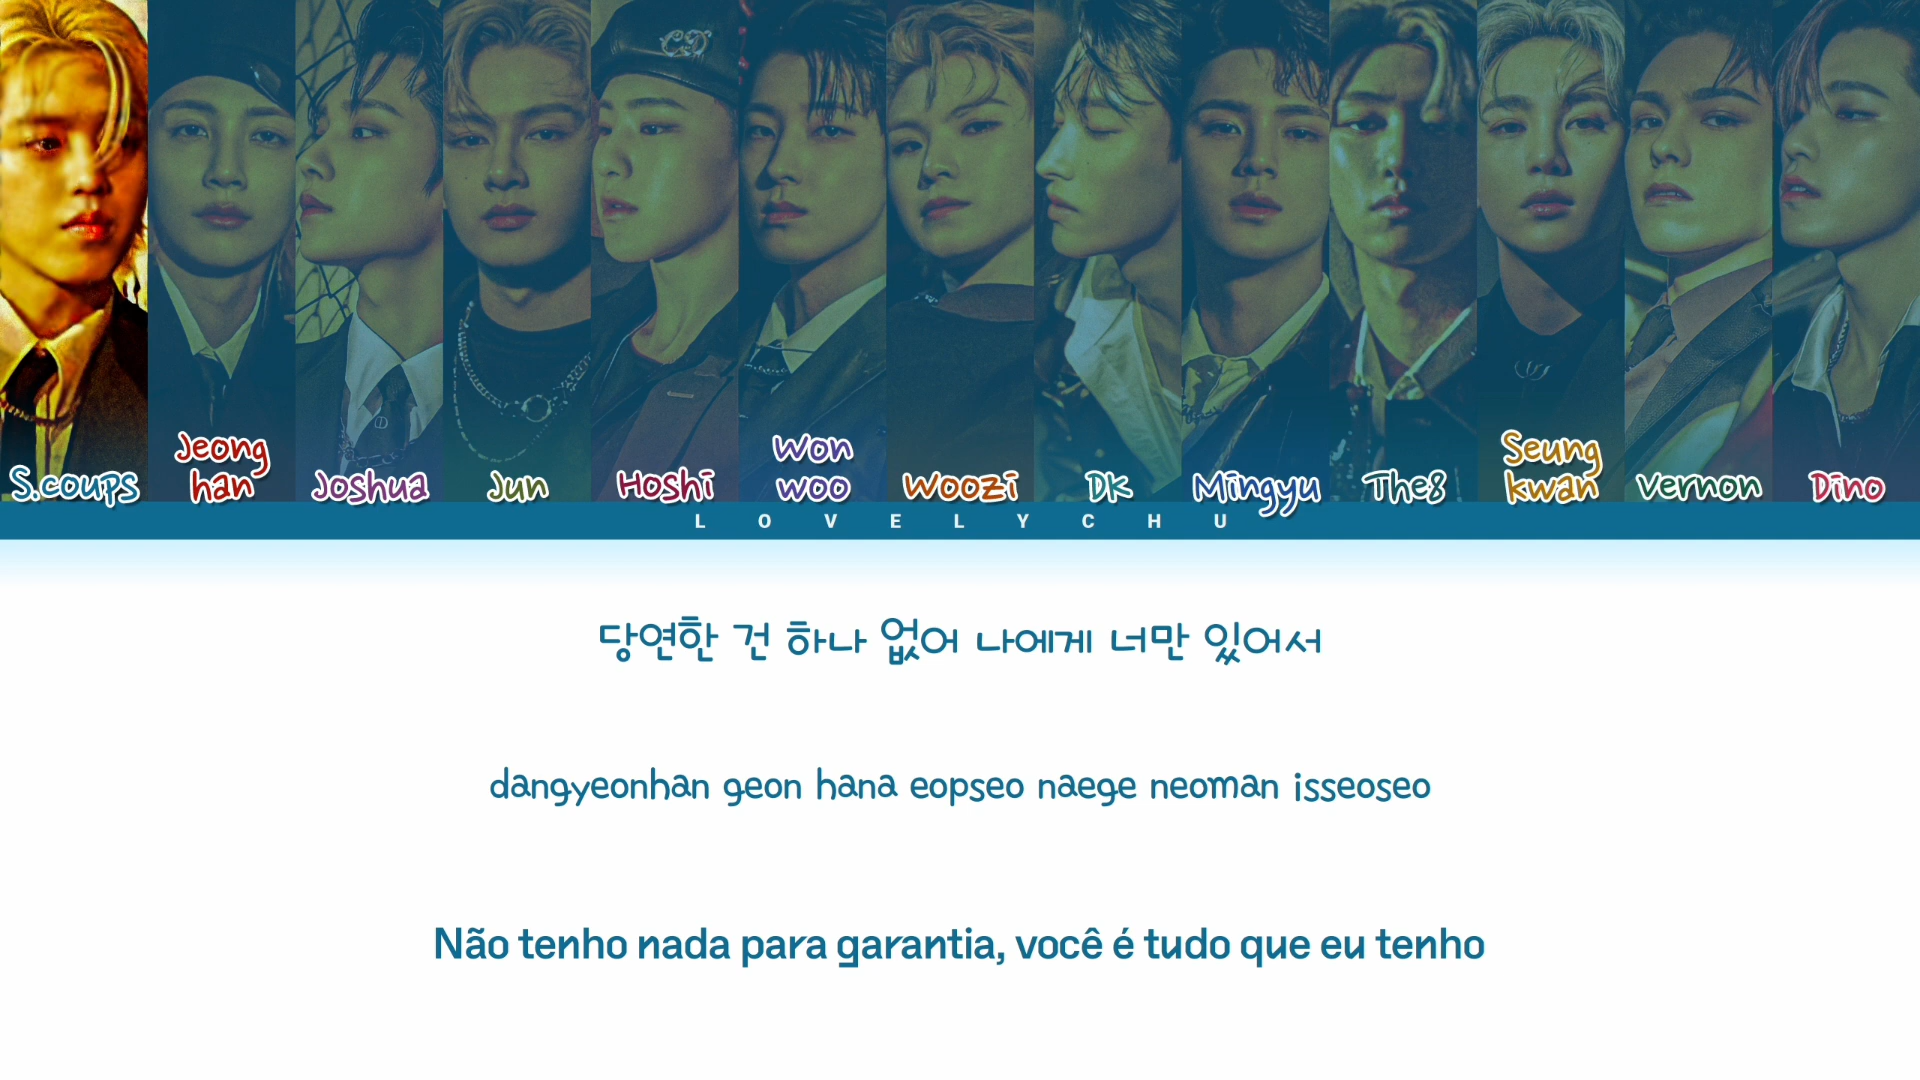 S.coups
Jeong
han
Joshua
Jun
Hoshi
Won
woo
Woozi
DK
Mingyu
The8
Seung
kwan
Vernon
Dino
LOVELYCHU
당연한 건 하나 없어 나에게 너만 있어서
dangyeonhan geon hana eopseo naege neoman isseoseo
Não tenho nada para garantia, você é tudo que eu tenho